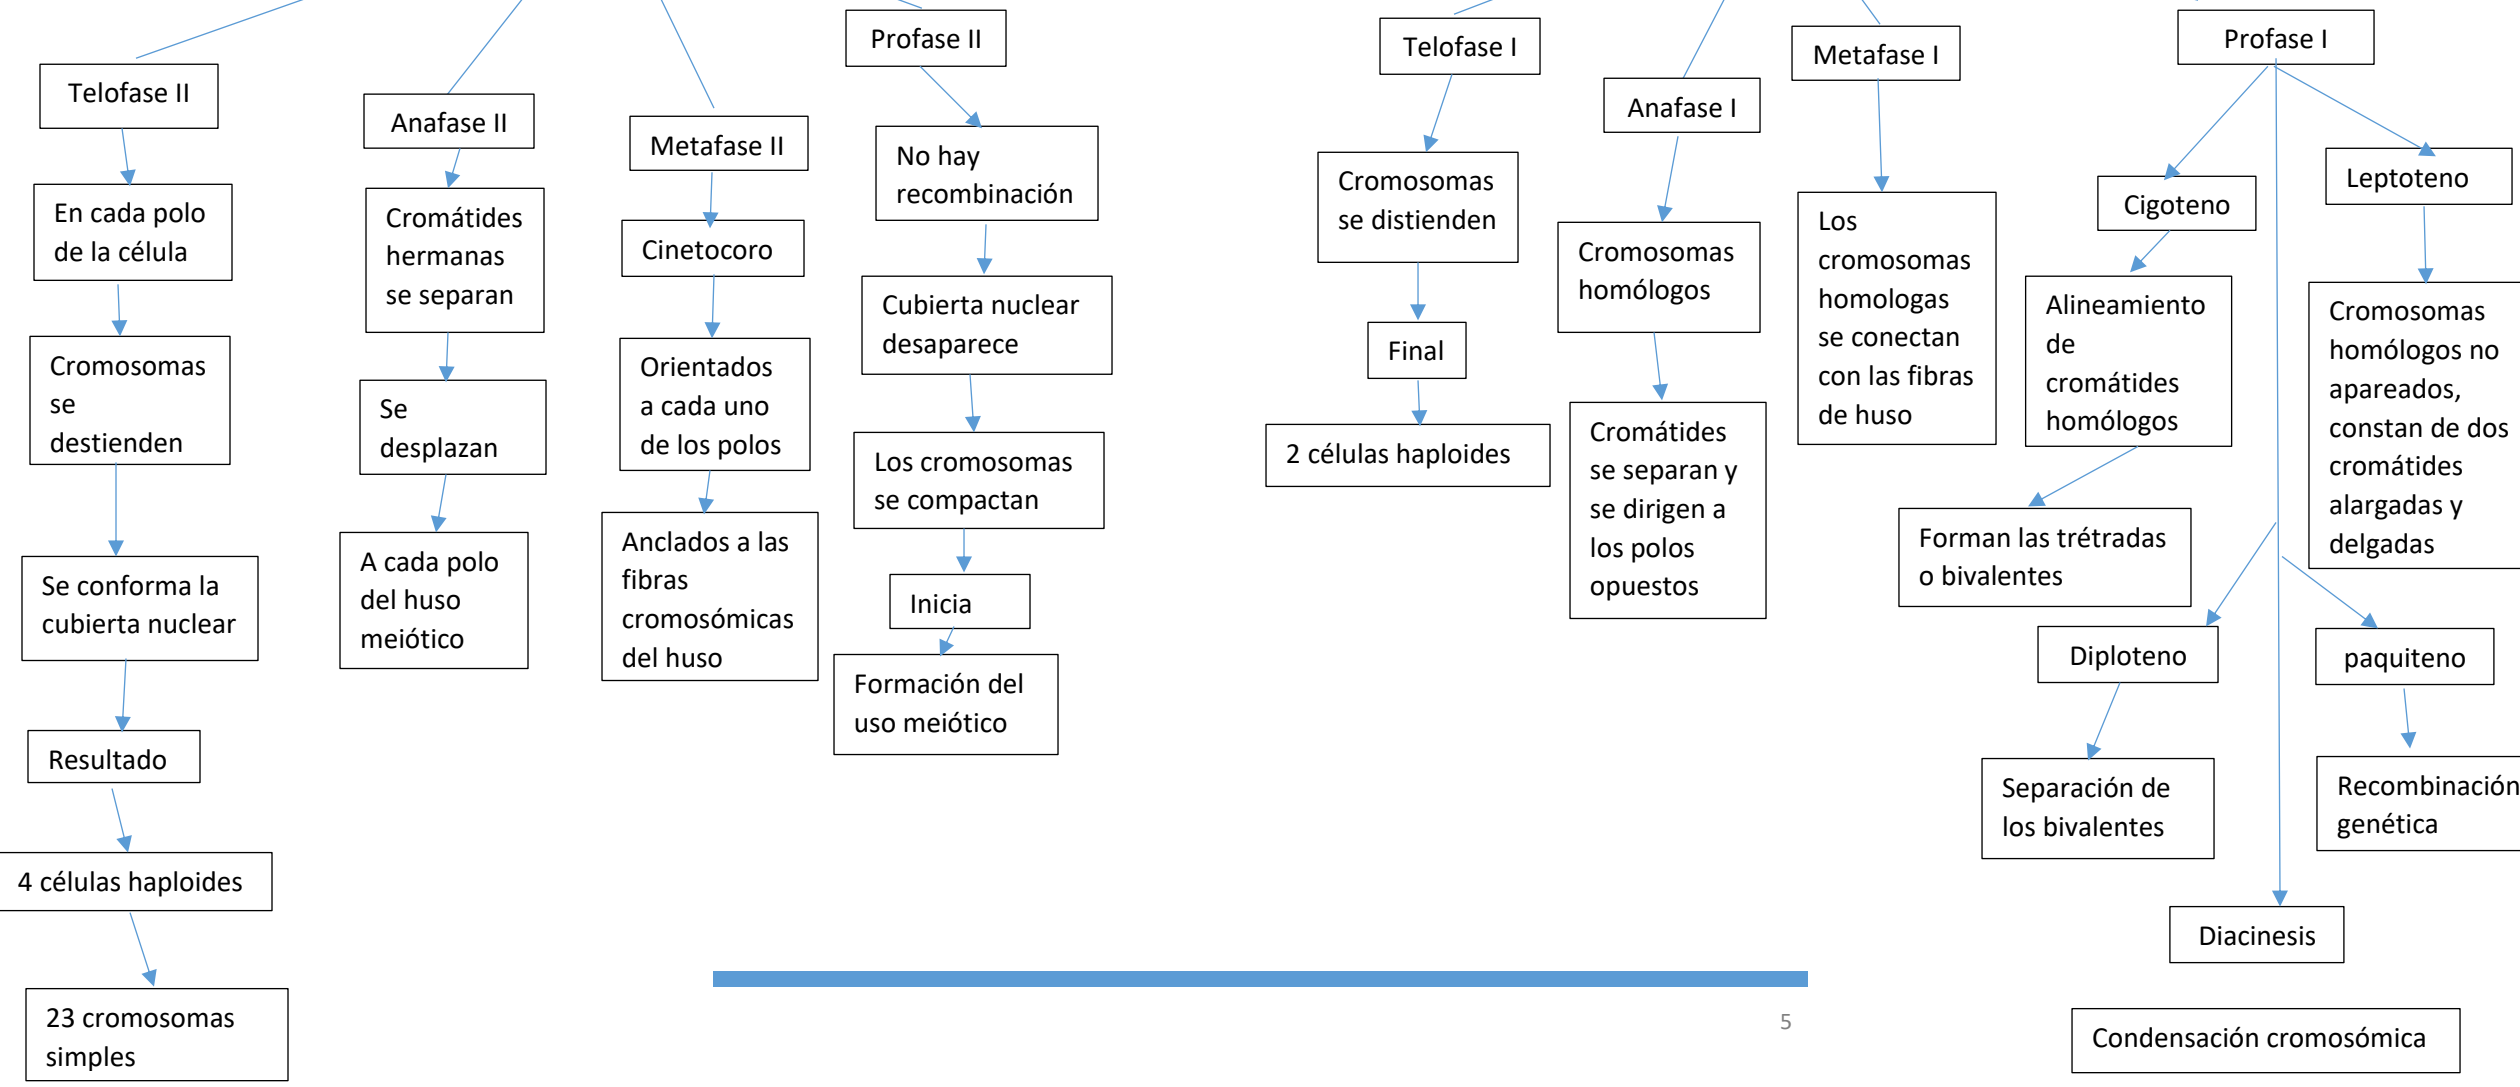 Telofase II
En cada polo
de la célula
Cromosomas
se
destienden
Se conforma la
cubierta nuclear
Resultado
4 células haploides
23 cromosomas
simples
Anafase II
Cromátides
hermanas
se separan
Se
desplazan
A cada polo
del huso
meiótico
Metafase II
Cinetocoro
Orientados
a cada uno
de los polos
Anclados a las
fibras
cromosómicas
del huso
Profase II
No hay
recombinación
Cubierta nuclear
desaparece
Los cromosomas
se compactan
Inicia
Formación del
uso meiótico
Telofase I
Cromosomas
se distienden
Final
2 células haploides
Anafase I
Cromosomas
homólogos
Cromátides
se separan y
se dirigen a
los polos
opuestos
Metafase I
Los
cromosomas
homologas
se conectan
con las fibras
de huso
Profase I
Cigoteno
Alineamiento
de
cromátides
homólogos
Forman las trétradas
o bivalentes
Leptoteno
Cromosomas
homólogos no
apareados,
constan de dos
cromátides
alargadas y
delgadas
Diploteno
Separación de
los bivalentes
paquiteno
Recombinación
genética
Diacinesis
Condensación cromosómica
5